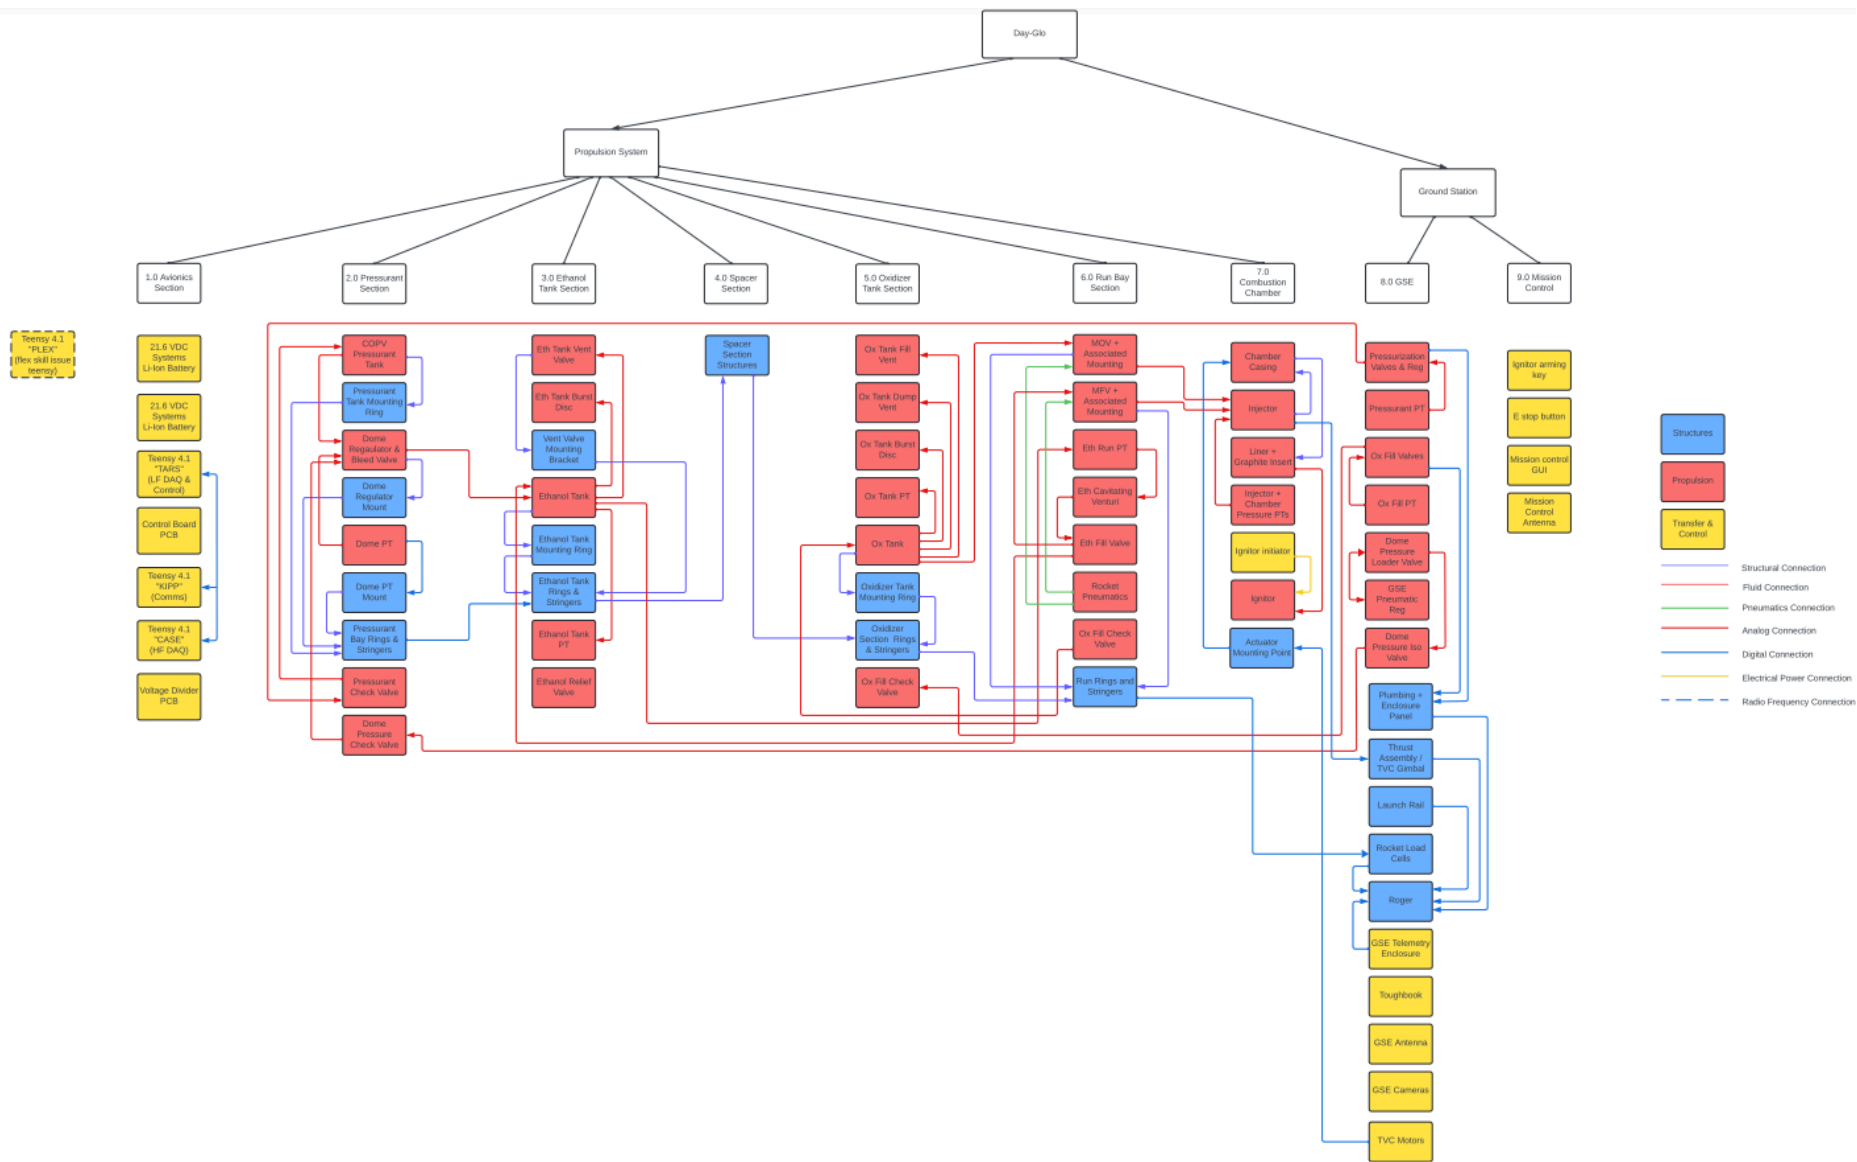 Day-Glo
Propulsion System
Ground Station
1.0 Avionics
Section
2.0 Pressurant
Section
3.0 Ethanol
Tank Section
4.0 Spacer
Section
5.0 Oxidizer
Tank Section
6.0 Run Bay
Section
7.0
Combustion
Chamber
8.0 GSE
9.0 Mission
Control
Teensy 4.1
"PLEX"
(flex skill issue
teensy)
21.6 VDC
Systems
Li-Ion Battery
21.6 VDC
Systems
Li-Ion Battery
Teensy 4.1
"TARS"
(LF DAQ &
Control)
Control Board
PCB
Teensy 4.1
"KIPP"
(Comms)
Teensy 4.1
"CASE"
(HF DAQ)
Voltage Divider
PCB
COPV
Pressurant
Tank
Pressurant
Tank Mounting
Ring
Dome
Regaulator &
Bleed Valve
Dome
Regulator
Mount
Dome PT
Dome PT
Mount
Pressurant
Bay Rings &
Stringers
Pressurant
Check Valve
Dome
Pressure
Check Valve
Eth Tank Vent
Valve
Eth Tank Burst
Disc
Vent Valve
Mounting
Bracket
Ethanol Tank
Ethanol Tank
Mounting Ring
Ethanol Tank
Rings &
Stringers
Ethanol Tank
PT
Ethanol Relief
Valve
Spacer
Section
Structures
Ox Tank Fill
Vent
Ox Tank Dump
Vent
Ox Tank Burst
Disc
Ox Tank PT
Ox Tank
Oxidizer Tank
Mounting Ring
Oxidizer
Section Rings
& Stringers
Ox Fill Check
Valve
MOV +
Associated
Mounting
MFV +
Associated
Mounting
Eth Run PT
Eth Cavitating
Venturi
Eth Fill Valve
Rocket
Pneumatics
Ox Fill Check
Valve
Run Rings and
Stringers
Chamber
Casing
Injector
Liner +
Graphite Insert
Injector +
Chamber
Pressure PTs
Ignitor initiator
Ignitor
Actuator
Mounting Point
Pressurization
Valves & Reg
Pressurant PT
Ox Fill Valves
Ox Fill PT
Dome
Pressure
Loader Valve
GSE
Pneumatic
Reg
Dome
Pressure Iso
Valve
Plumbing +
Enclosure
Panel
Thrust
Assembly /
TVC Gimbal
Launch Rail
Rocket Load
Cells
Roger
GSE Telemetry
Enclosure
Toughbook
GSE Antenna
GSE Cameras
TVC Motors
Ignitor arming
key
E stop button
Mission control
GUI
Mission
Control
Antenna
Structures
Propulsion
Transfer &
Control
Structural Connection
Fluid Connection
Pneumatics Connection
Analog Connection
Digital Connection
Electrical Power Connection
Radio Frequency Connection